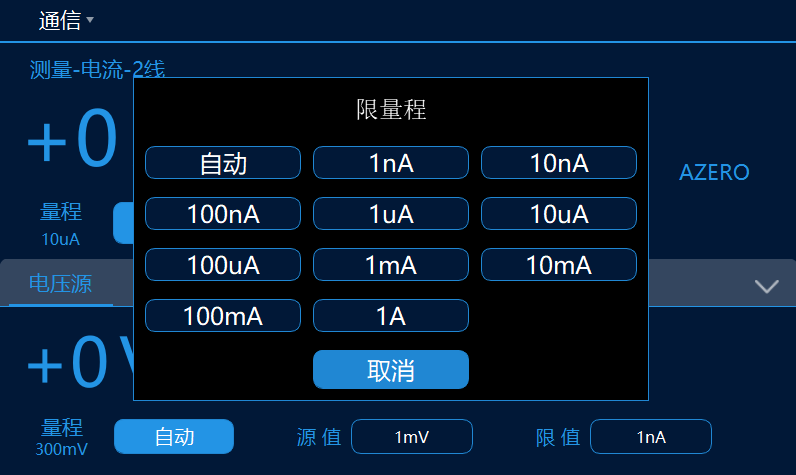 通信
测量-电流-2线
+0
AZERO
量程
10uA
限量程
自动 1nA 10nA
100nA 1uA 10uA
100uA 1mA 10mA
100mA 1A
取消
电压源
+0 V
量程
300mV
自动
源 值 1mV
限 值 1nA